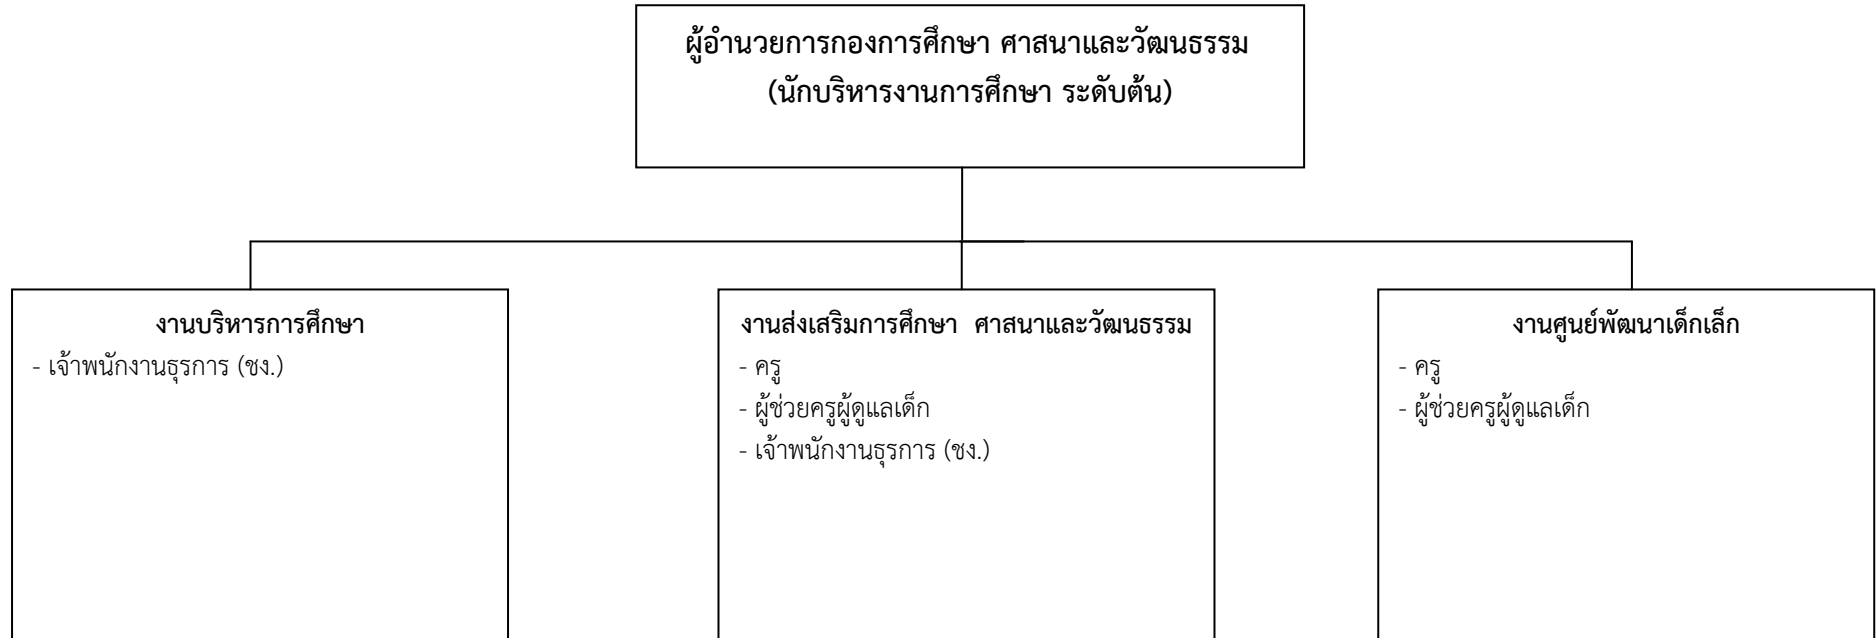 ผู้อำนวยการกองการศึกษา ศาสนาและวัฒนธรรม
(นักบริหารงานการศึกษา ระดับต้น)
งานบริหารการศึกษา
- เจ้าพนักงานธุรการ (ชง.)
งานส่งเสริมการศึกษา ศาสนาและวัฒนธรรม
- ครู
- ผู้ช่วยครูผู้ดูแลเด็ก
- เจ้าพนักงานธุรการ (ชง.)
งานศูนย์พัฒนาเด็กเล็ก
- ครู
- ผู้ช่วยครูผู้ดูแลเด็ก